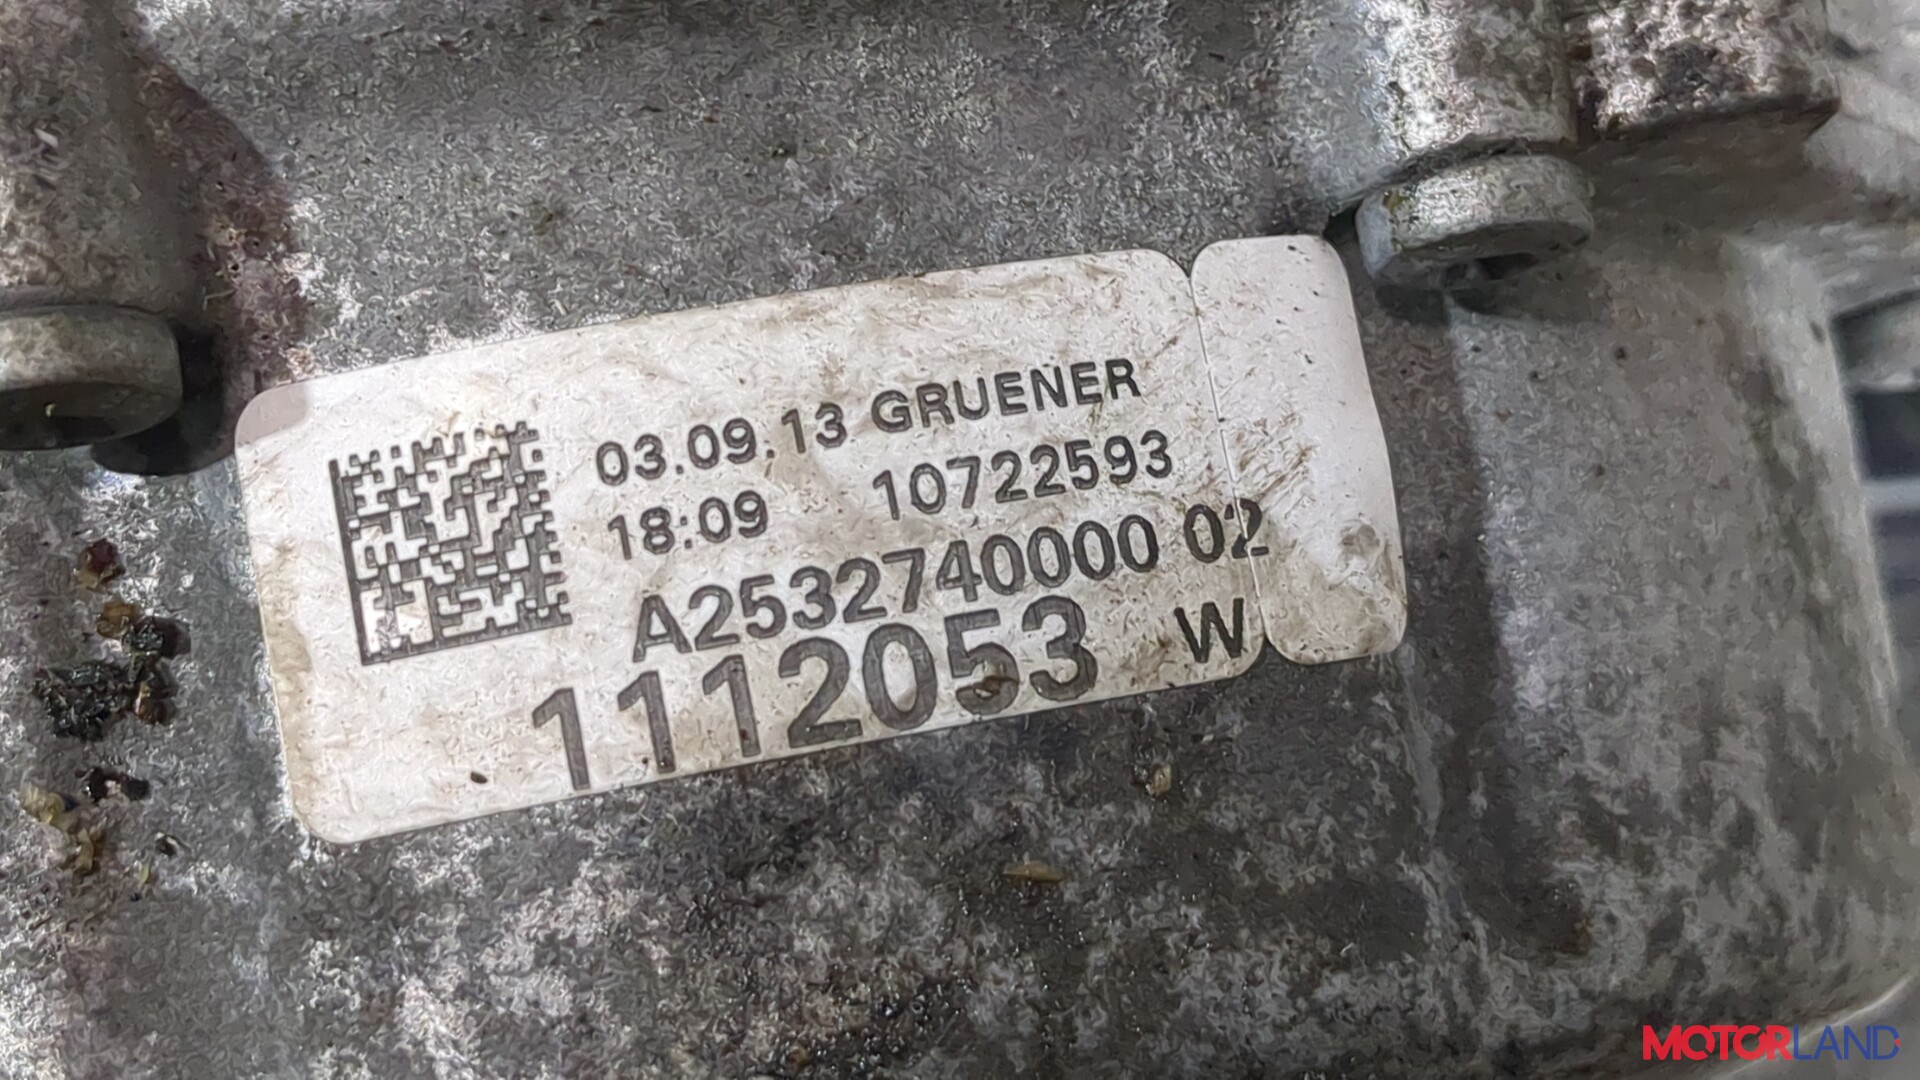 03.09.13 GRUENER
18:09 10722593
A2532740000 02
1112053 W
MOTORLAND